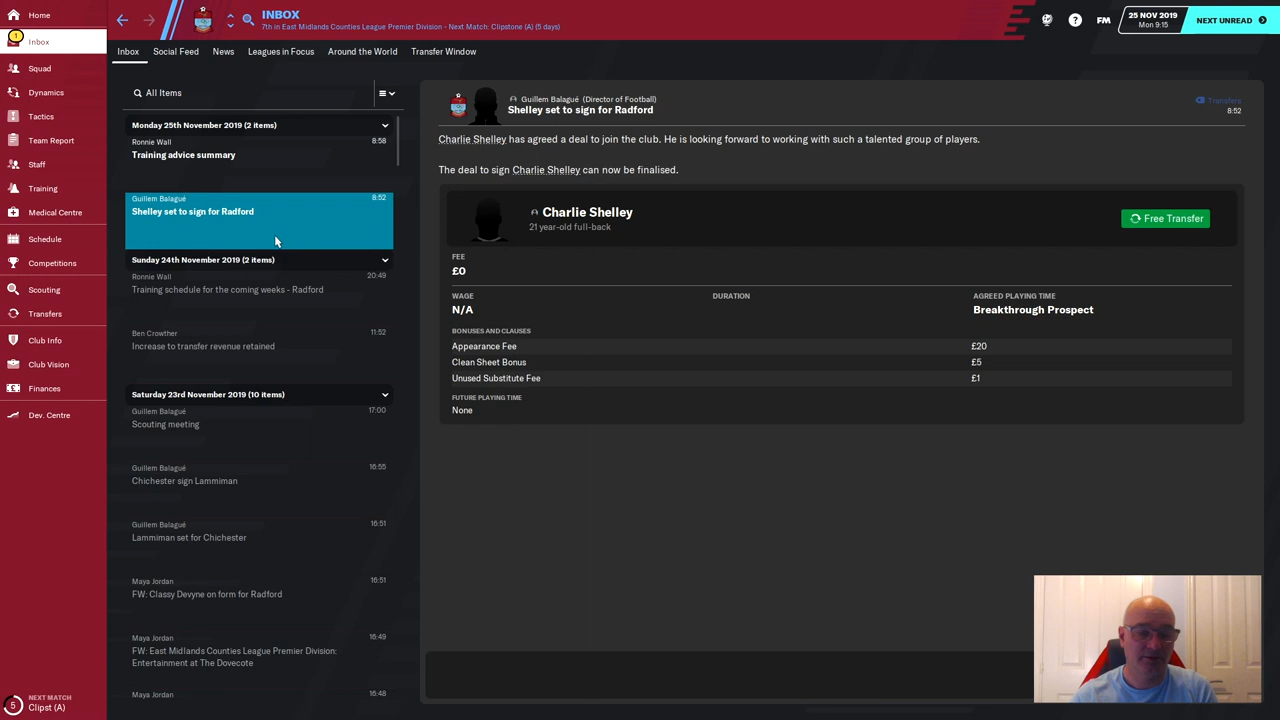 Home
1
Inbox
Squad
Dynamics
Tactics
Team Report
Staff
Training
Medical Centre
Schedule
Competitions
Scouting
Transfers
Club Info
Club Vision
Finances
Dev. Centre
5
NEXT MATCH
Clipst (A)
INBOX
7th in East Midlands Counties League Premier Division - Next Match: Clipstone (A) (5 days)
?
FM
25 NOV 2019
Mon 9:15
NEXT UNREAD
Inbox
Social Feed
News
Leagues in Focus
Around the World
Transfer Window
All Items
Monday 25th November 2019 (2 items)
Ronnie Wall 8:58
Training advice summary
Guillem Balagué 8:52
Shelley set to sign for Radford
Sunday 24th November 2019 (2 items)
Ronnie Wall 20:49
Training schedule for the coming weeks - Radford
Ben Crowther 11:52
Increase to transfer revenue retained
Saturday 23rd November 2019 (10 items)
Guillem Balagué 17:00
Scouting meeting
Guillem Balagué 16:55
Chichester sign Lammiman
Guillem Balagué 16:51
Lammiman set for Chichester
Maya Jordan 16:51
FW: Classy Devyne on form for Radford
Maya Jordan 16:49
FW: East Midlands Counties League Premier Division:
Entertainment at The Dovecote
Maya Jordan 16:48
Guillem Balagué (Director of Football)
Shelley set to sign for Radford
Transfers
8:52
Charlie Shelley has agreed a deal to join the club. He is looking forward to working with such a talented group of players.
The deal to sign Charlie Shelley can now be finalised.
Charlie Shelley
21 year-old full-back
Free Transfer
FEE
£0
WAGE DURATION AGREED PLAYING TIME
N/A Breakthrough Prospect
BONUSES AND CLAUSES
Appearance Fee £20
Clean Sheet Bonus £5
Unused Substitute Fee £1
FUTURE PLAYING TIME
None